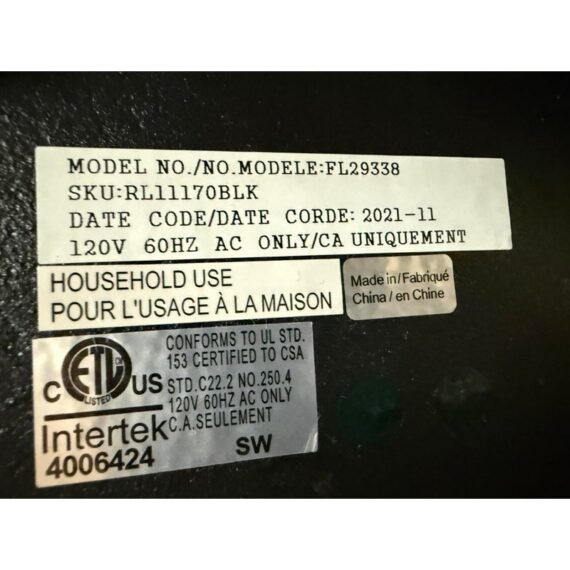 MODEL NO./NO.MODELE:FL29338
SKU:RL11170BLK
DATE CODE/DATE CORDE: 2021-11
120V 60HZ AC ONLY/CA UNIQUEMENT
HOUSEHOLD USE
POUR L'USAGE À LA MAISON
Made in/Fabriqué
China/en Chine
CONFORMS TO UL STD.
153 CERTIFIED TO CSA
STD.C22.2 NO.250.4
120V 60HZ AC ONLY
C.A.SEULEMENT
SW
C ETL CM US
LISTED
Intertek
4006424